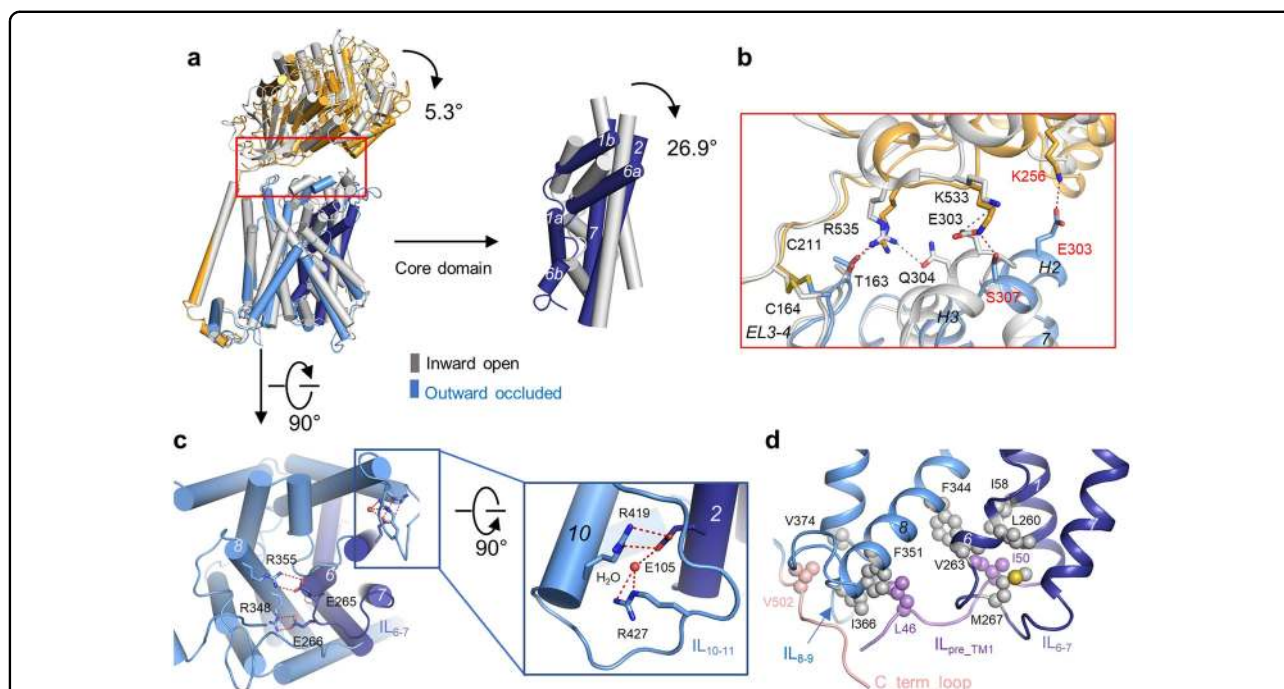 a
5.3°
Core domain
1b
2
6a
1a
7
6b
26.9°
Inward open
Outward occluded
90°
b
K256
K533
E303
R535
C211
T163
Q304
E303
H2
C164
S307
H3
EL3-4
7
c
8
R355
6
E265
7
R348
E266
IL6-7
90°
10
R419
2
H2O
E105
R427
IL10-11
d
F344
I58
1
V374
8
L260
F351
6
I50
V263
V502
I366
L46
M267
IL8-9
ILpre_TM1
IL6-7
C term loop